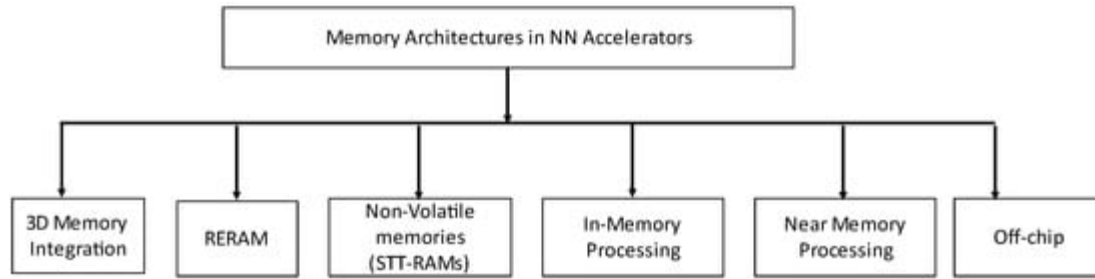 Memory Architectures in NN Accelerators
3D Memory
Integration
RERAM
Non-Volatile
memories
(STT-RAMs)
In-Memory
Processing
Near Memory
Processing
Off-chip